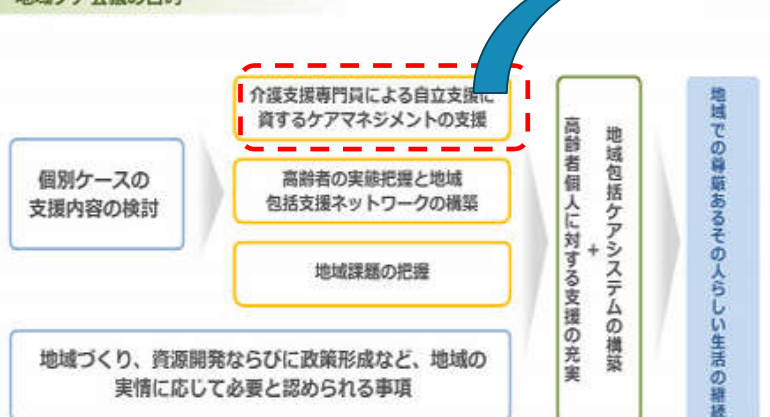 介護支援専門員による自立支援に
資するケアマネジメントの支援
個別ケースの
支援内容の検討
高齢者の実態把握と地域
包括支援ネットワークの構築
地域課題の把握
地域づくり、資源開発ならびに政策形成など、地域の
実情に応じて必要と認められる事項
地域包括ケアシステムの構築
+
高齢者個人に対する支援の充実
地域での尊厳あるその人らしい生活の継続